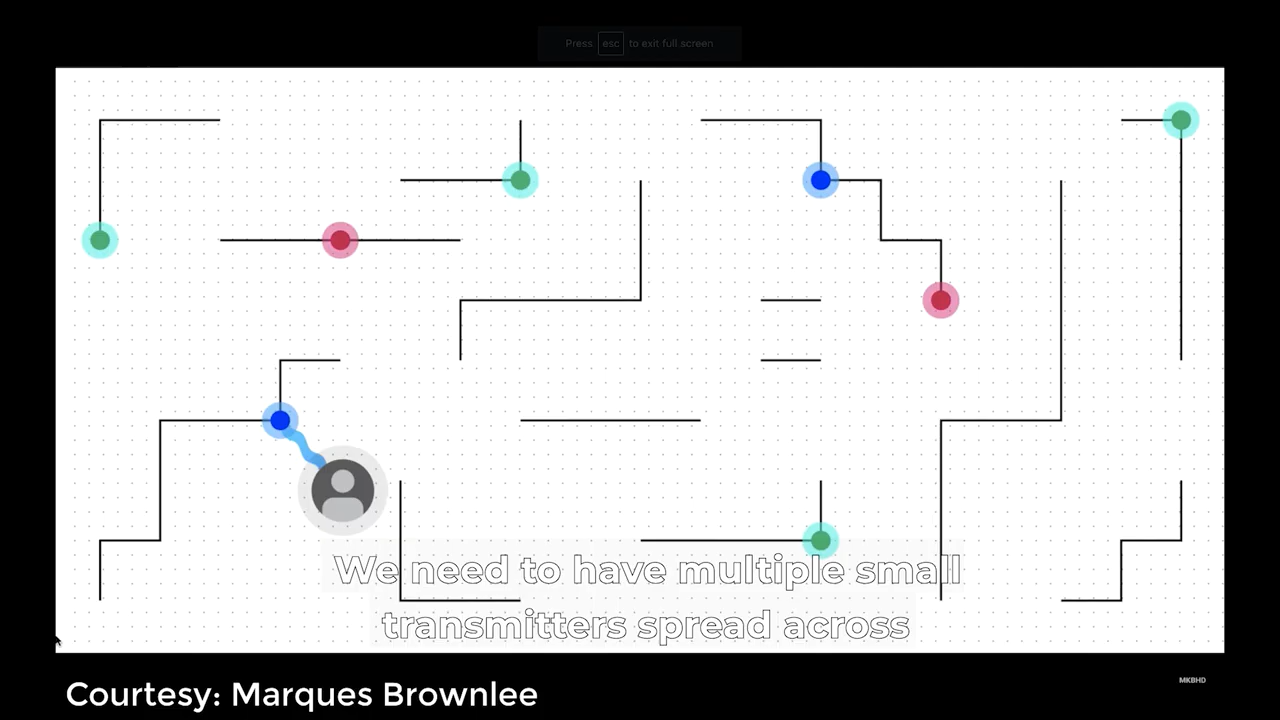 Press esc to exit full screen
We need to have multiple small
transmitters spread across
Courtesy: Marques Brownlee
MKBHD